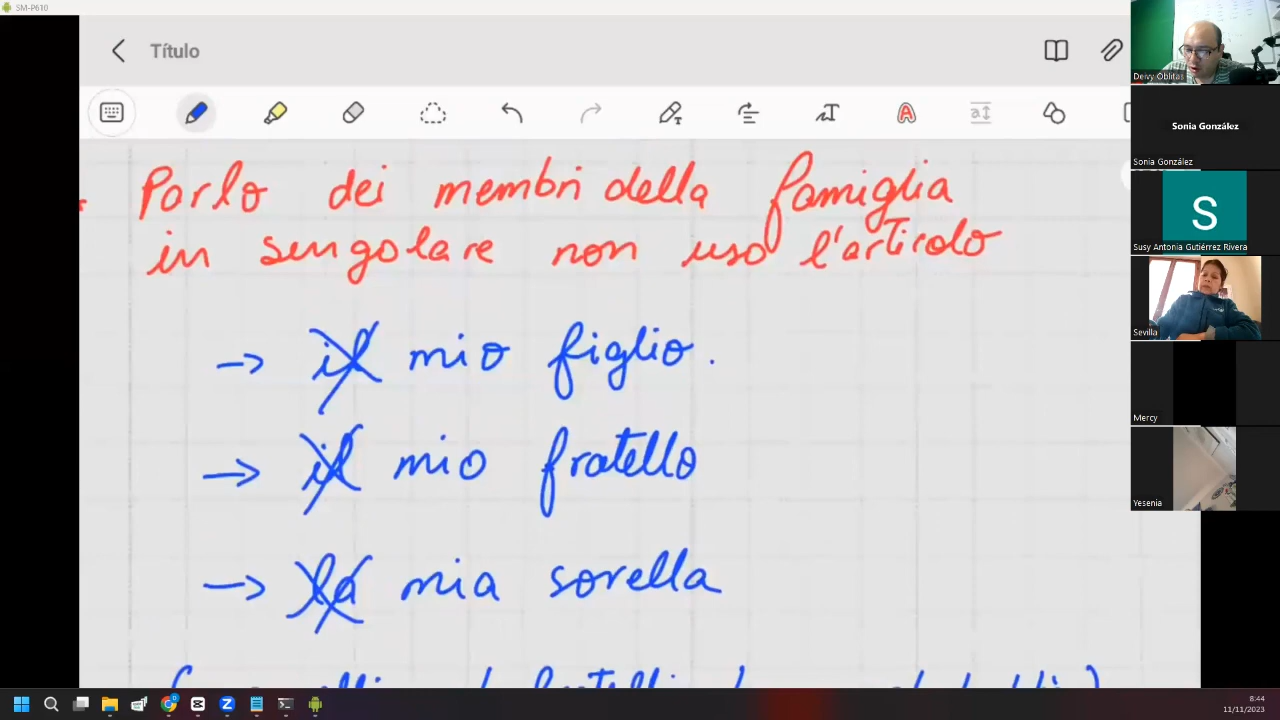 SM-P610
Título
Parlo dei membri della famiglia
in singolare non uso l'articolo
→ il mio figlio.
→ il mio fratello
→ la mia sorella
Deivy Oblitas
Sonia González
Sonia González
S
Susy Antonia Gutiérrez Rivera
Sevilla
Mercy
Yesenia
8:44
11/11/2023